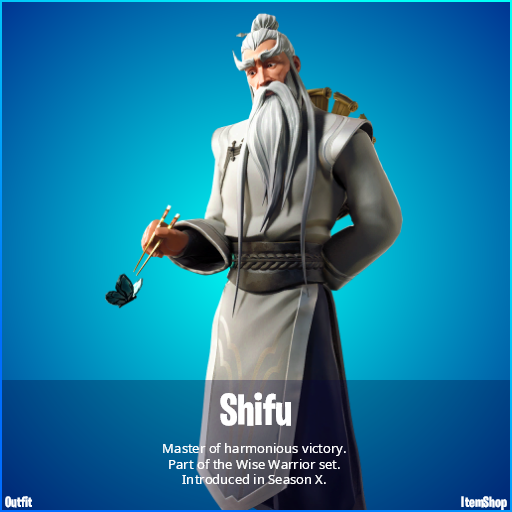 Shifu
Master of harmonious victory.
Part of the Wise Warrior set.
Introduced in Season X.
Outfit
ItemShop